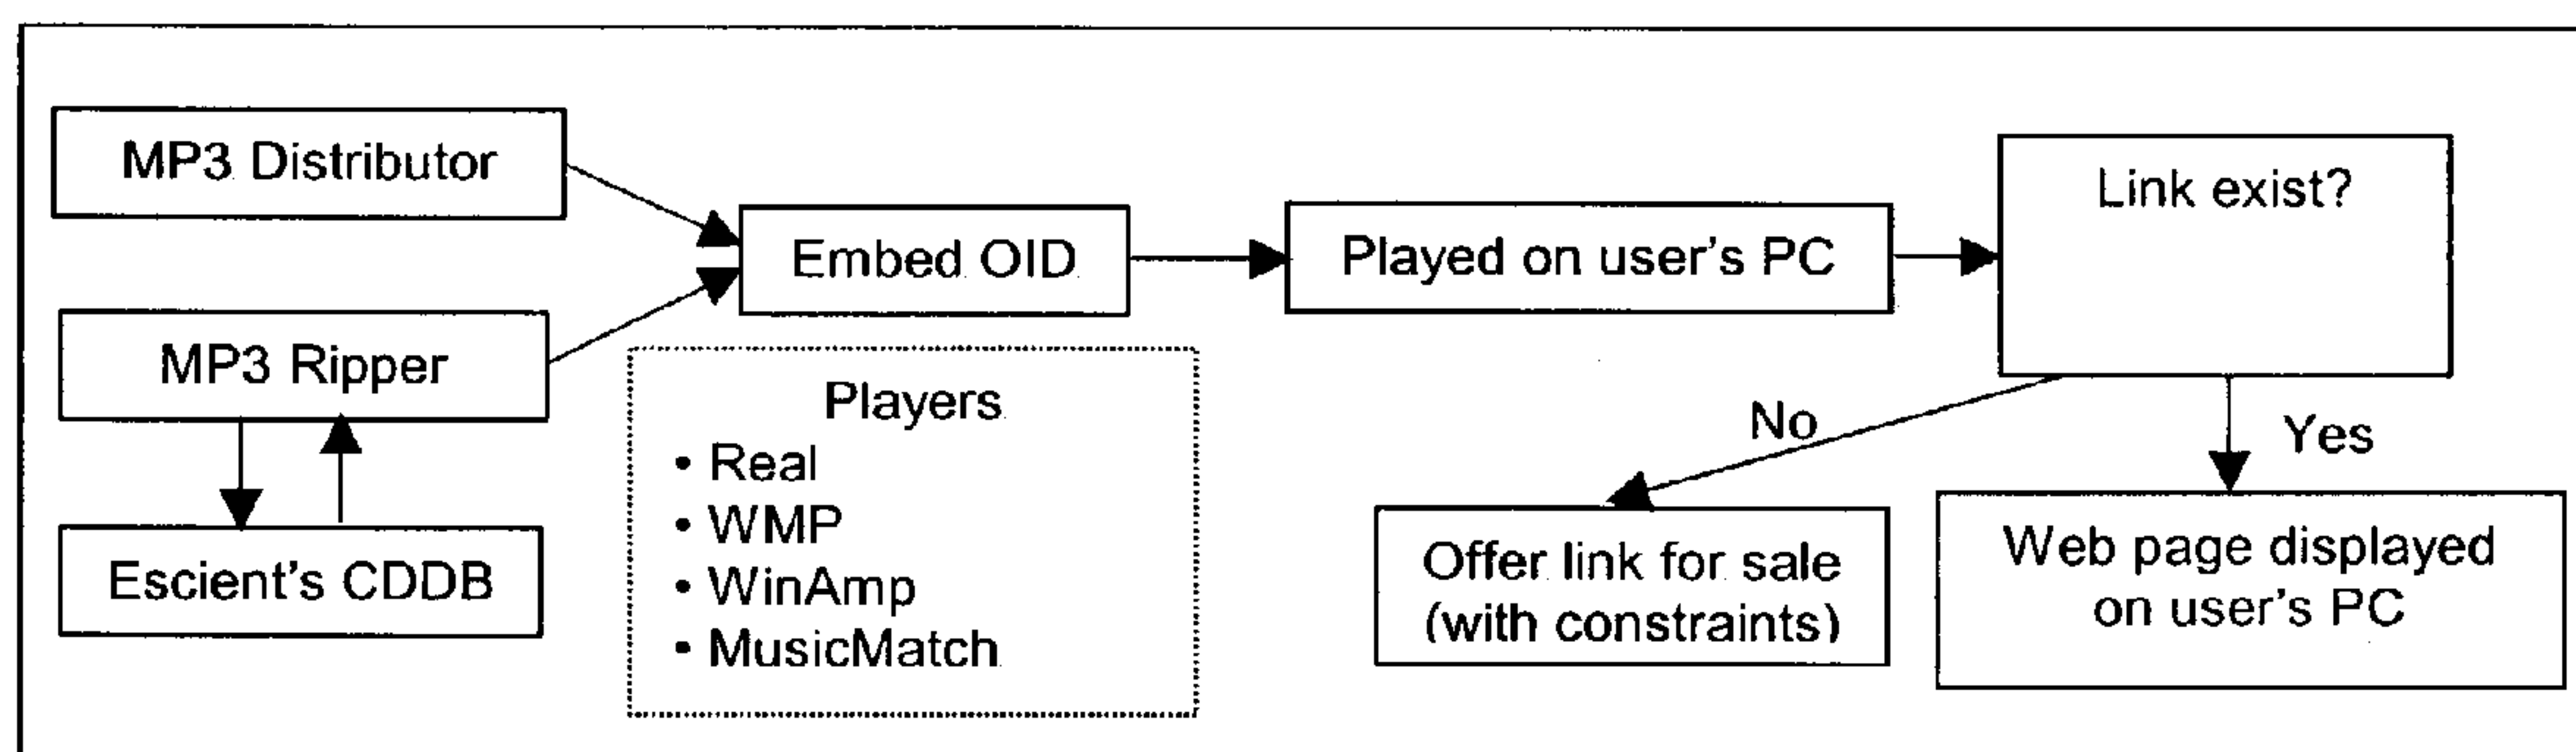 MP3 Distributor
MP3 Ripper
Escient's CDDB
Embed OID
Players
• Real
• WMP
• WinAmp
• MusicMatch
Played on user's PC
Link exist?
No
Yes
Offer link for sale
(with constraints)
Web page displayed
on user's PC